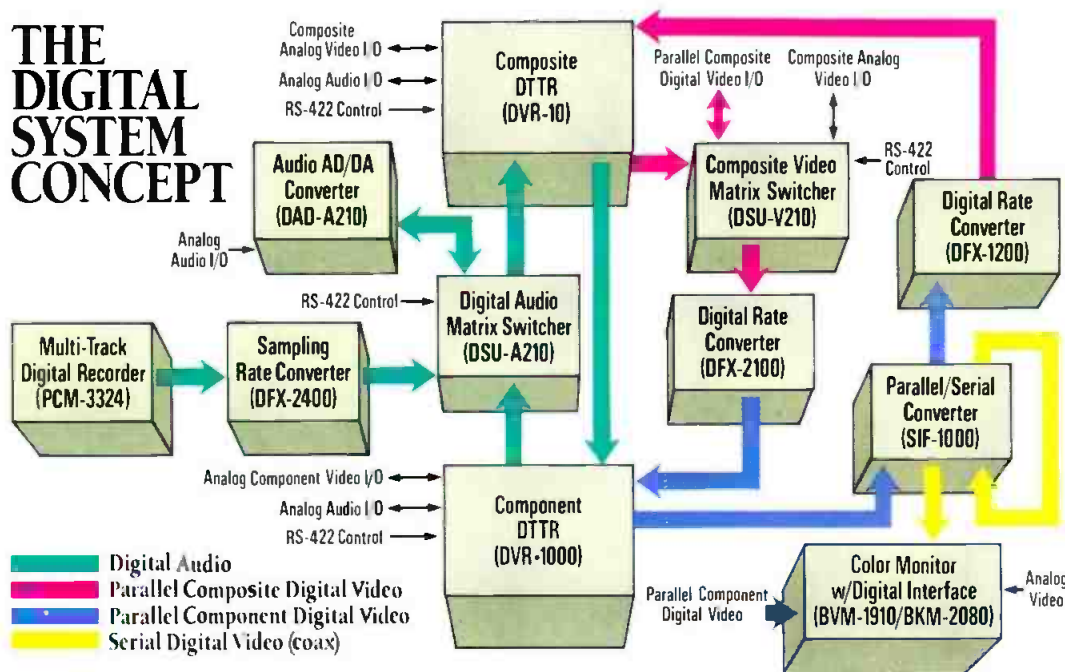 THE
DIGITAL
SYSTEM
CONCEPT
Composite
Analog Video I/O
Analog Audio I/O
RS-422 Control
Composite
DTTR
(DVR-10)
Parallel Composite
Digital Video I/O
Composite Analog
Video I/O
RS-422
Control
Composite Video
Matrix Switcher
(DSU-V210)
Digital Rate
Converter
(DFX-1200)
Audio AD/DA
Converter
(DAD-A210)
Analog
Audio I/O
RS-422 Control
Digital Audio
Matrix Switcher
(DSU-A210)
Digital Rate
Converter
(DFX-2100)
Multi-Track
Digital Recorder
(PCM-3324)
Sampling
Rate Converter
(DFX-2400)
Parallel/Serial
Converter
(SIF-1000)
Analog Component Video I/O
Analog Audio I/O
RS-422 Control
Component
DTTR
(DVR-1000)
Digital Audio
Parallel Composite Digital Video
Parallel Component Digital Video
Serial Digital Video (coax)
Parallel Component
Digital Video
Color Monitor
w/Digital Interface
(BVM-1910/BKM-2080)
Analog
Video